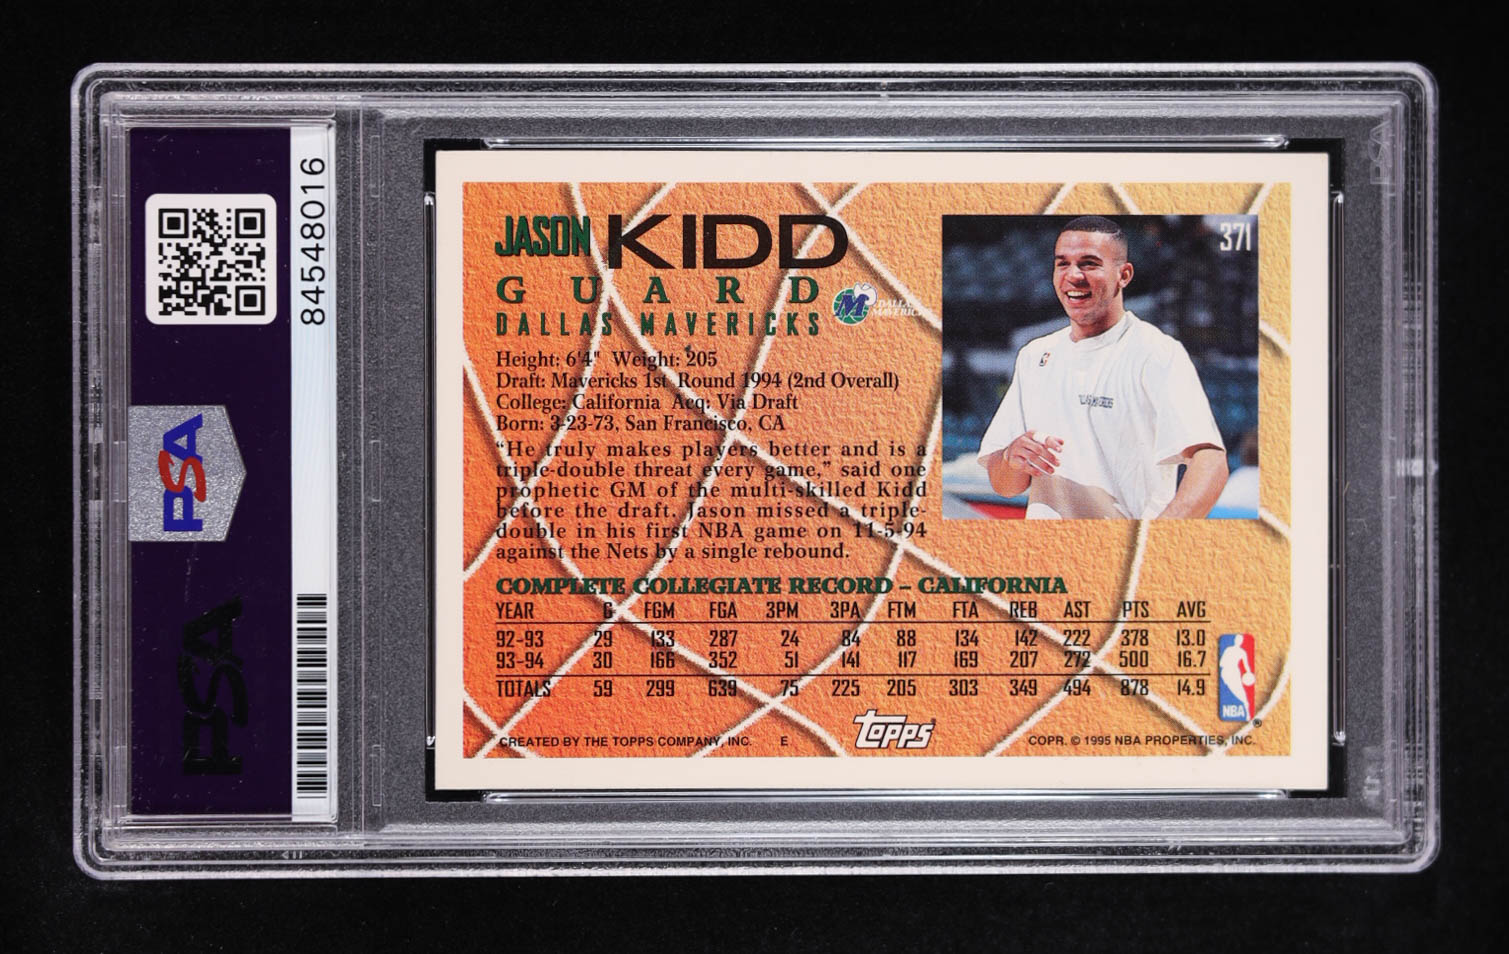 84548016
PSA
PSA
JASON KIDD
GUARD
DALLAS MAVERICKS
M DALLAS
MAVERICKS
371
Height: 6'4" Weight: 205
Draft: Mavericks 1st Round 1994 (2nd Overall)
College: California Acq: Via Draft
Born: 3-23-73, San Francisco, CA
“He truly makes players better and is a
triple-double threat every game,” said one
prophetic GM of the multi-skilled Kidd
before the draft. Jason missed a triple-
double in his first NBA game on 11-5-94
against the Nets by a single rebound.
COMPLETE COLLEGIATE RECORD – CALIFORNIA
YEAR G FGM FGA 3PM 3PA FTM FTA REB AST PTS AVG
92-93 29 133 287 24 84 88 134 142 222 378 13.0
93-94 30 166 352 51 141 117 169 207 272 500 16.7
TOTALS 59 299 639 75 225 205 303 349 494 878 14.9
NBA ®
CREATED BY THE TOPPS COMPANY, INC. E topps® COPR. © 1995 NBA PROPERTIES, INC.